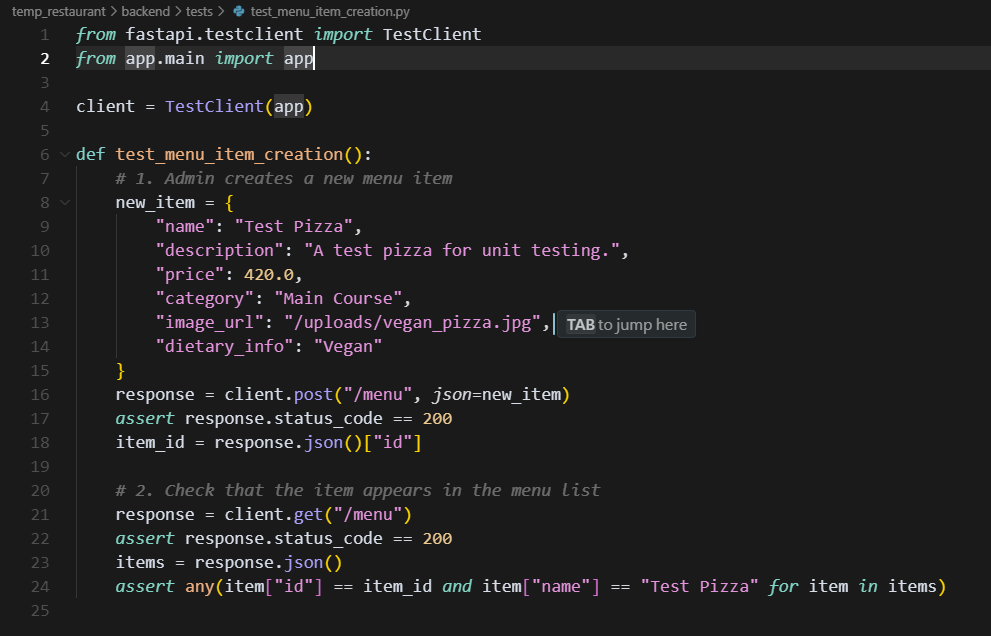 temp_restaurant > backend > tests > test_menu_item_creation.py
1 from fastapi.testclient import TestClient
2 from app.main import app
3
4 client = TestClient(app)
5
6 def test_menu_item_creation():
7     # 1. Admin creates a new menu item
8     new_item = {
9         "name": "Test Pizza",
10         "description": "A test pizza for unit testing.",
11         "price": 420.0,
12         "category": "Main Course",
13         "image_url": "/uploads/vegan_pizza.jpg", TAB to jump here
14         "dietary_info": "Vegan"
15     }
16     response = client.post("/menu", json=new_item)
17     assert response.status_code == 200
18     item_id = response.json()["id"]
19
20     # 2. Check that the item appears in the menu list
21     response = client.get("/menu")
22     assert response.status_code == 200
23     items = response.json()
24     assert any(item["id"] == item_id and item["name"] == "Test Pizza" for item in items)
25